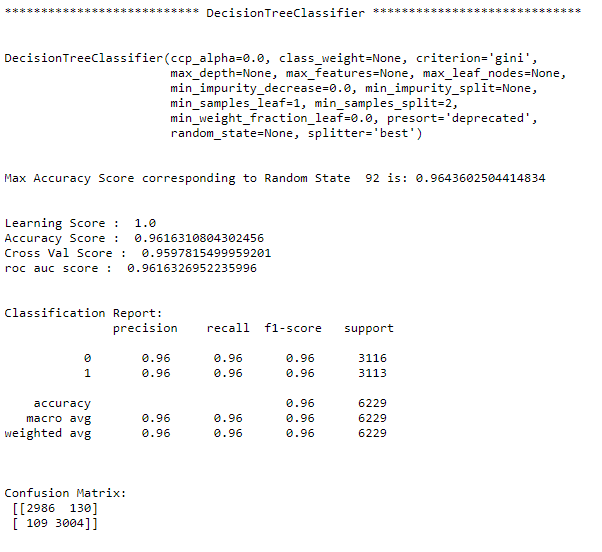 *************************** DecisionTreeClassifier *****************************
DecisionTreeClassifier(ccp_alpha=0.0, class_weight=None, criterion='gini',
                       max_depth=None, max_features=None, max_leaf_nodes=None,
                       min_impurity_decrease=0.0, min_impurity_split=None,
                       min_samples_leaf=1, min_samples_split=2,
                       min_weight_fraction_leaf=0.0, presort='deprecated',
                       random_state=None, splitter='best')
Max Accuracy Score corresponding to Random State  92 is: 0.9643602504414834
Learning Score :  1.0
Accuracy Score :  0.9616310804302456
Cross Val Score :  0.9597815499959201
roc auc score :  0.9616326952235996
Classification Report:
               precision    recall  f1-score   support
           0       0.96      0.96      0.96      3116
           1       0.96      0.96      0.96      3113
    accuracy                           0.96      6229
   macro avg       0.96      0.96      0.96      6229
weighted avg       0.96      0.96      0.96      6229
Confusion Matrix:
 [[2986  130]
 [ 109 3004]]